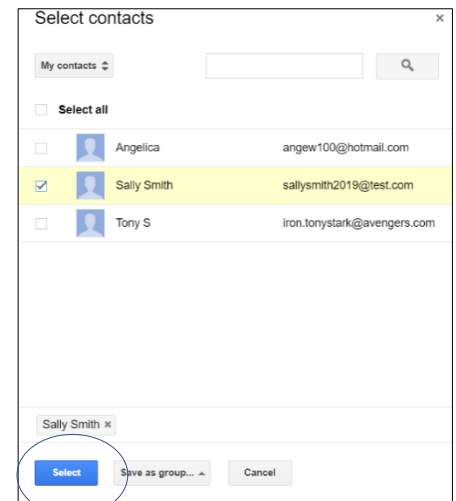 Select contacts ×
My contacts
Select all
Angelica angew100@hotmail.com
Sally Smith sallysmith2019@test.com
Tony S iron.tonystark@avengers.com
Sally Smith ×
Select Save as group... Cancel